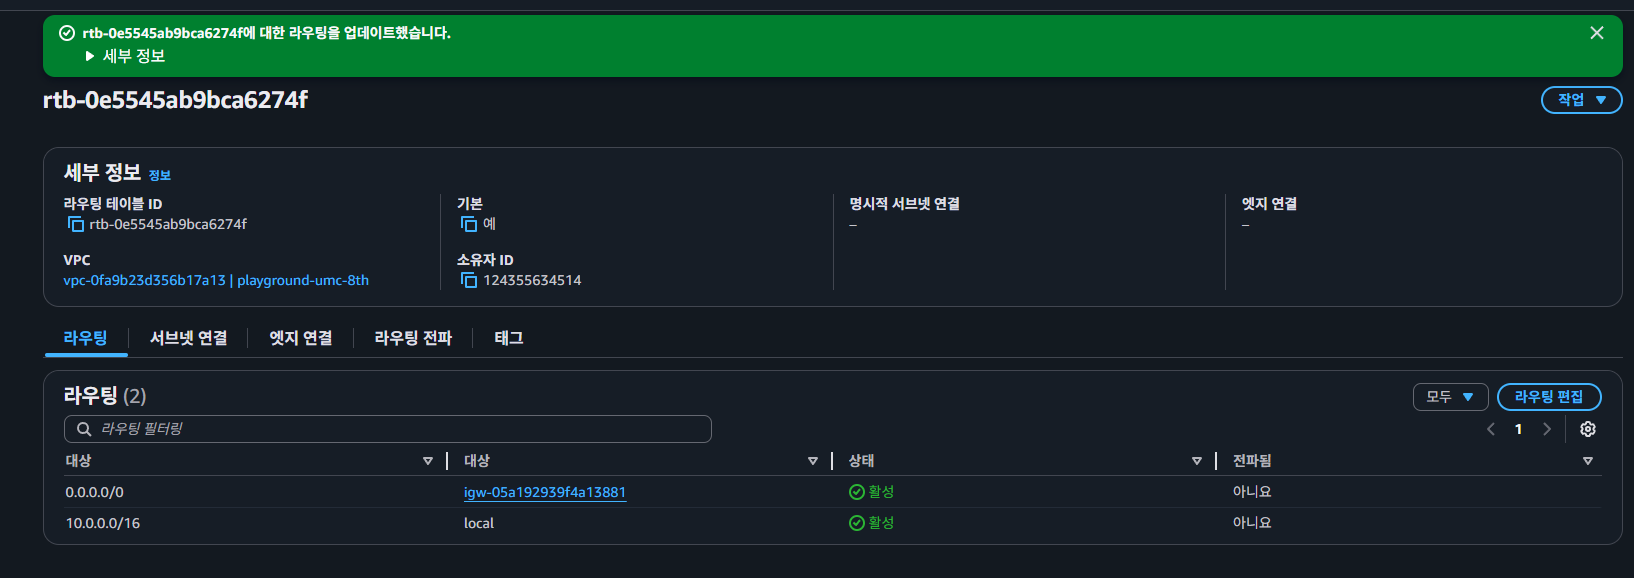 rtb-0e5545ab9bca6274f에 대한 라우팅을 업데이트했습니다.
세부 정보
rtb-0e5545ab9bca6274f
작업
세부 정보 정보
라우팅 테이블 ID
rtb-0e5545ab9bca6274f
기본
예
명시적 서브넷 연결
–
엣지 연결
–
VPC
vpc-0fa9b23d356b17a13 | playground-umc-8th
소유자 ID
124355634514
라우팅 서브넷 연결 엣지 연결 라우팅 전파 태그
라우팅 (2)
모두 라우팅 편집
라우팅 필터링
1
대상 대상 상태 전파됨
0.0.0.0/0 igw-05a192939f4a13881 활성 아니요
10.0.0.0/16 local 활성 아니요